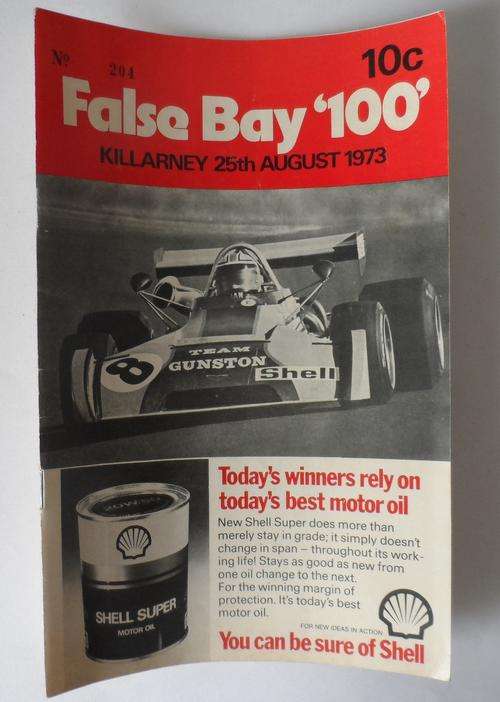 Nº 204
10c
False Bay ‘100’
KILLARNEY 25th AUGUST 1973
8
TEAM
GUNSTON
Shell
20W/50
SHELL SUPER
MOTOR OIL
Today's winners rely on
today's best motor oil
New Shell Super does more than
merely stay in grade; it simply doesn't
change in span – throughout its work-
ing life! Stays as good as new from
one oil change to the next.
For the winning margin of
protection. It's today's best
motor oil.
FOR NEW IDEAS IN ACTION
You can be sure of Shell